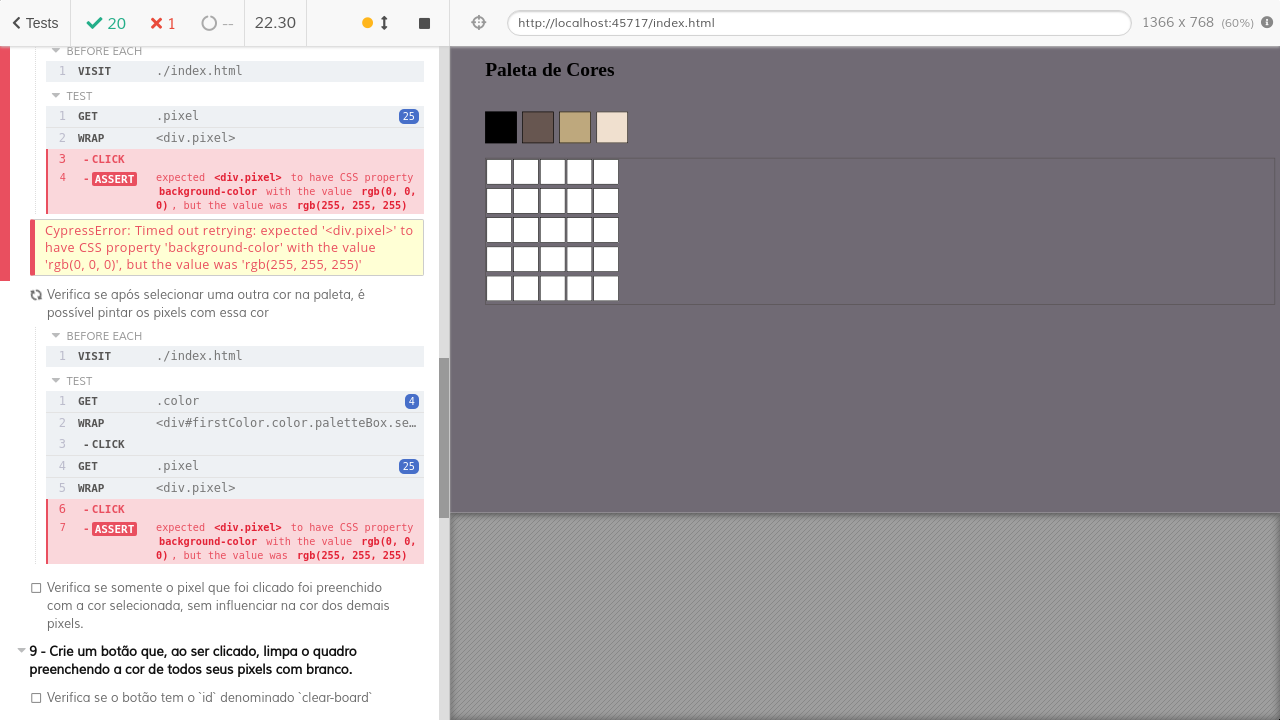 Tests
20
1
--
22.30
http://localhost:45717/index.html
1366 x 768 (60%)
BEFORE EACH
1 VISIT ./index.html
TEST
1 GET .pixel 25
2 WRAP <div.pixel>
3 - CLICK
4 - ASSERT expected <div.pixel> to have CSS property
background-color with the value rgb(0, 0,
0), but the value was rgb(255, 255, 255)
CypressError: Timed out retrying: expected '<div.pixel>' to
have CSS property 'background-color' with the value
'rgb(0, 0, 0)', but the value was 'rgb(255, 255, 255)'
Verifica se após selecionar uma outra cor na paleta, é
possível pintar os pixels com essa cor
BEFORE EACH
1 VISIT ./index.html
TEST
1 GET .color 4
2 WRAP <div#firstColor.color.paletteBox.se…
3 - CLICK
4 GET .pixel 25
5 WRAP <div.pixel>
6 - CLICK
7 - ASSERT expected <div.pixel> to have CSS property
background-color with the value rgb(0, 0,
0), but the value was rgb(255, 255, 255)
Verifica se somente o pixel que foi clicado foi preenchido
com a cor selecionada, sem influenciar na cor dos demais
pixels.
9 - Crie um botão que, ao ser clicado, limpa o quadro
preenchendo a cor de todos seus pixels com branco.
Verifica se o botão tem o `id` denominado `clear-board`
Paleta de Cores